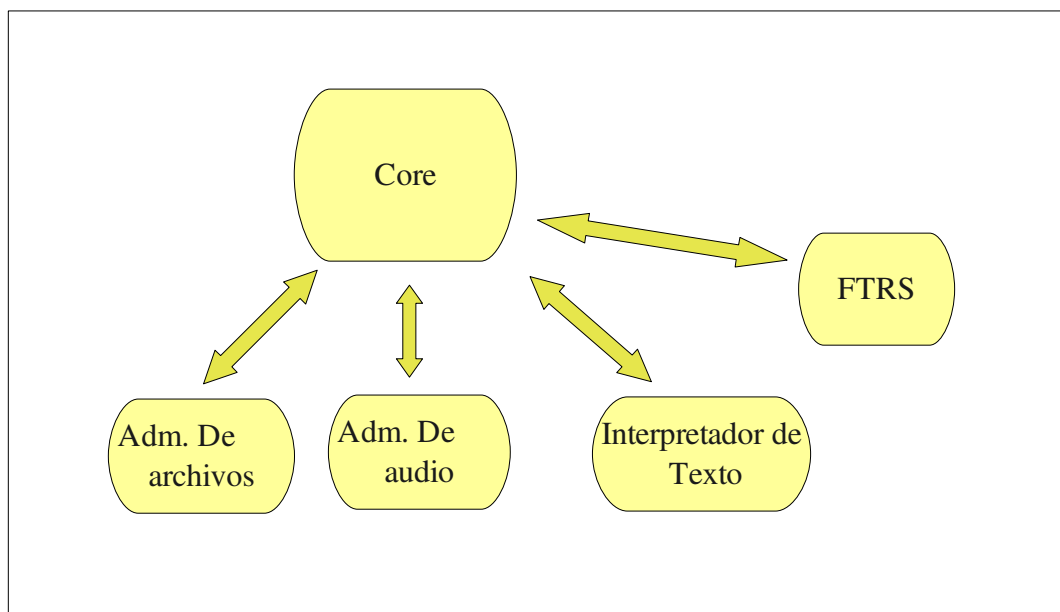 Core
FTRS
Adm. De
archivos
Adm. De
audio
Interpretador de
Texto